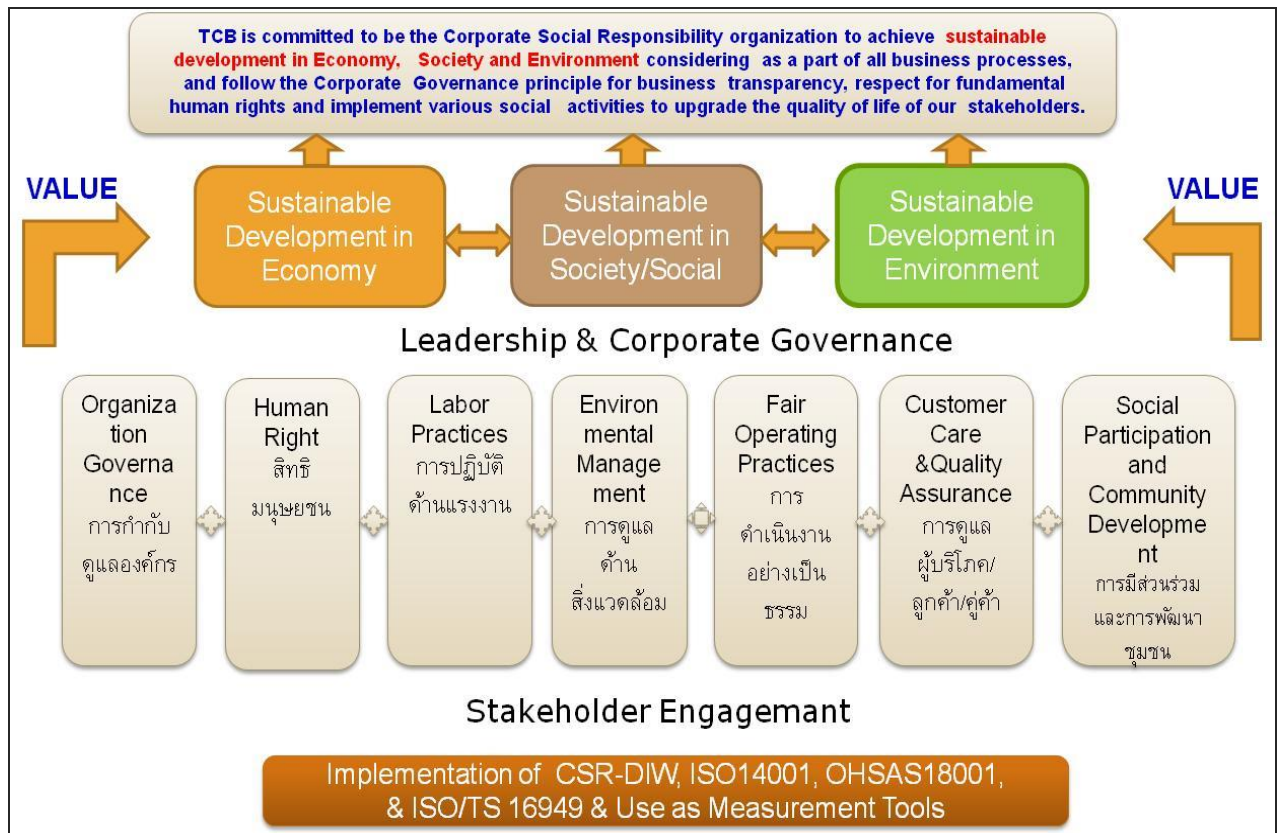 TCB is committed to be the Corporate Social Responsibility organization to achieve sustainable
development in Economy, Society and Environment considering as a part of all business processes,
and follow the Corporate Governance principle for business transparency, respect for fundamental
human rights and implement various social activities to upgrade the quality of life of our stakeholders.
VALUE
Sustainable
Development in
Economy
Sustainable
Development in
Society/Social
Sustainable
Development in
Environment
VALUE
Leadership & Corporate Governance
Organiza
tion
Governa
nce
การกำกับ
ดูแลองค์กร
Human
Right
สิทธิ
มนุษยชน
Labor
Practices
การปฏิบัติ
ด้านแรงงาน
Environ
mental
Manage
ment
การดูแล
ด้าน
สิ่งแวดล้อม
Fair
Operating
Practices
การ
ดำเนินงาน
อย่างเป็น
ธรรม
Customer
Care
&Quality
Assurance
การดูแล
ผู้บริโภค/
ลูกค้า/คู่ค้า
Social
Participation
and
Community
Developme
nt
การมีส่วนร่วม
และการพัฒนา
ชุมชน
Stakeholder Engagemant
Implementation of CSR-DIW, ISO14001, OHSAS18001,
& ISO/TS 16949 & Use as Measurement Tools